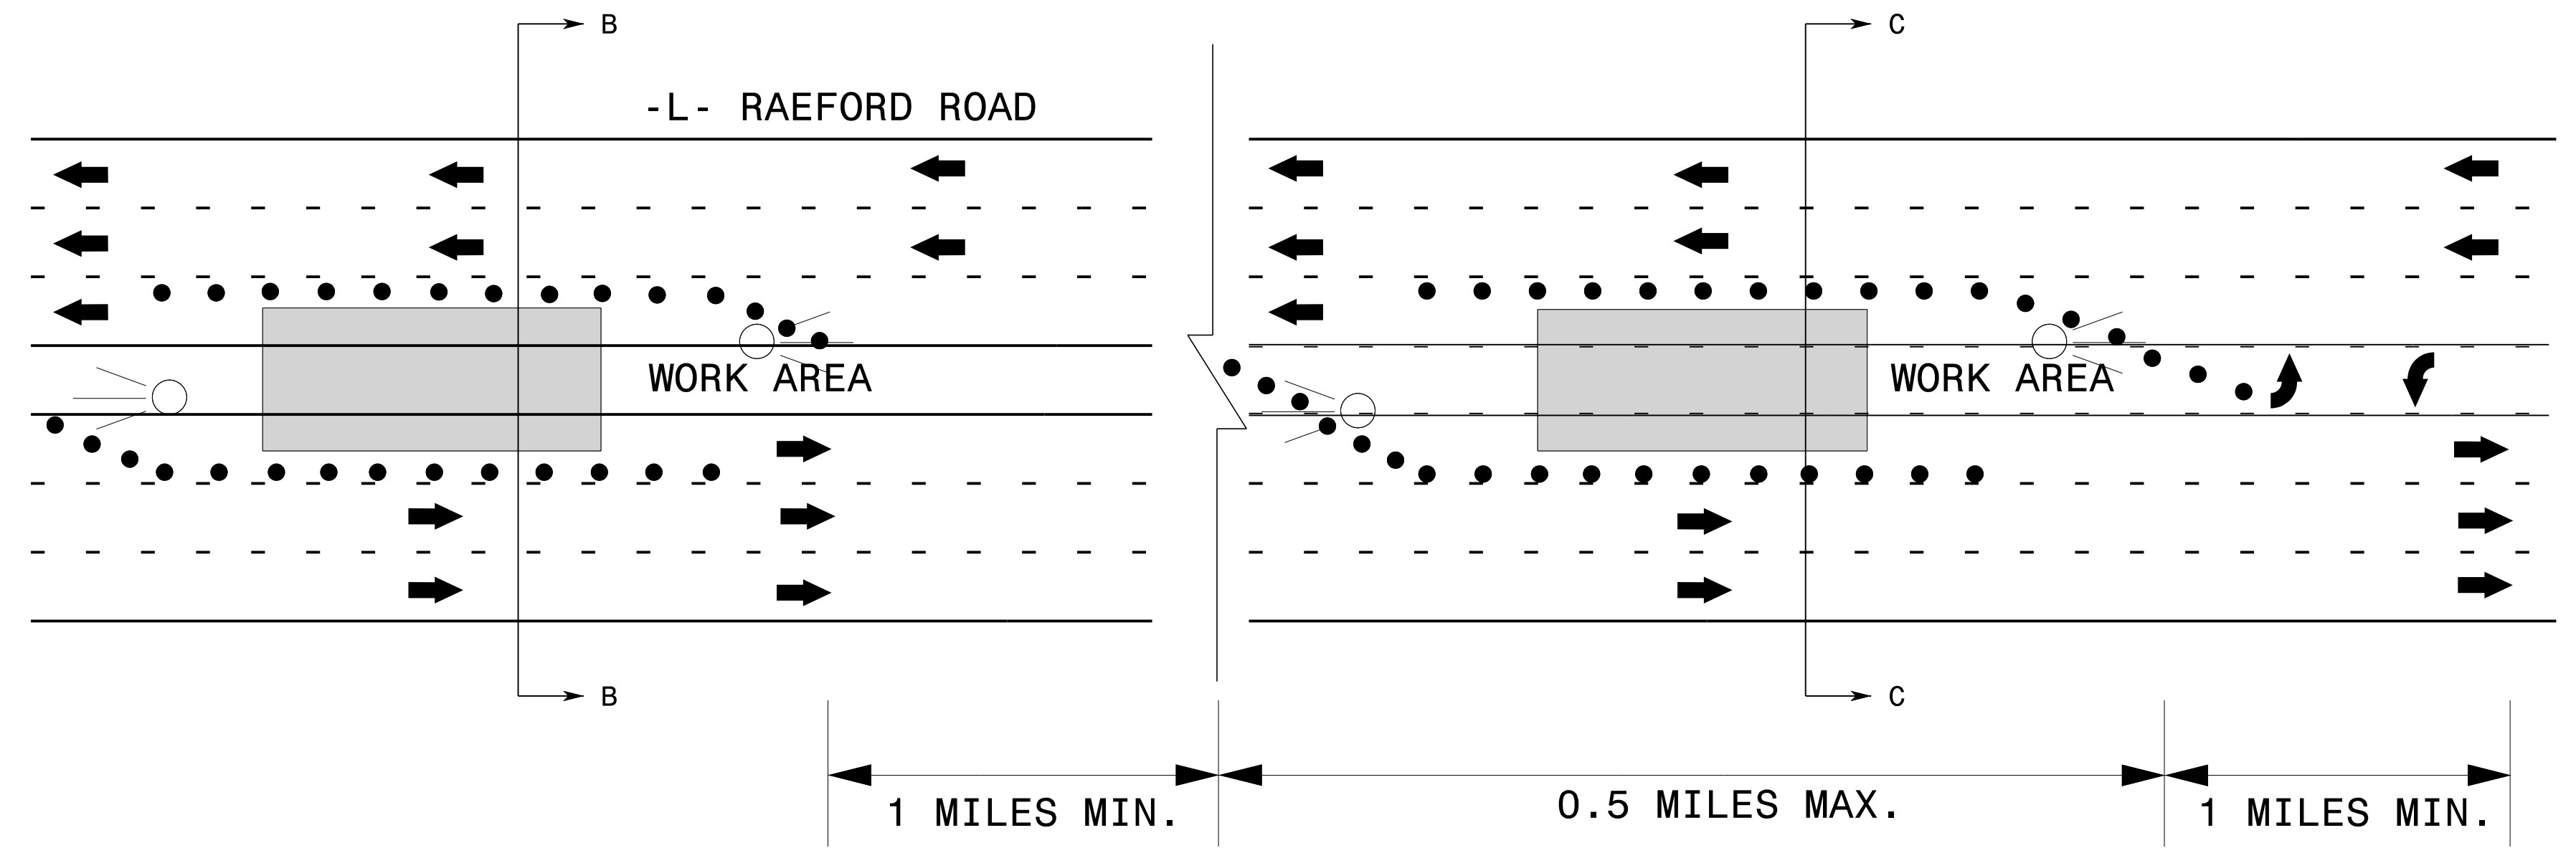 B
C
-L- RAEFORD ROAD
WORK AREA
WORK AREA
B
C
1 MILES MIN.
0.5 MILES MAX.
1 MILES MIN.